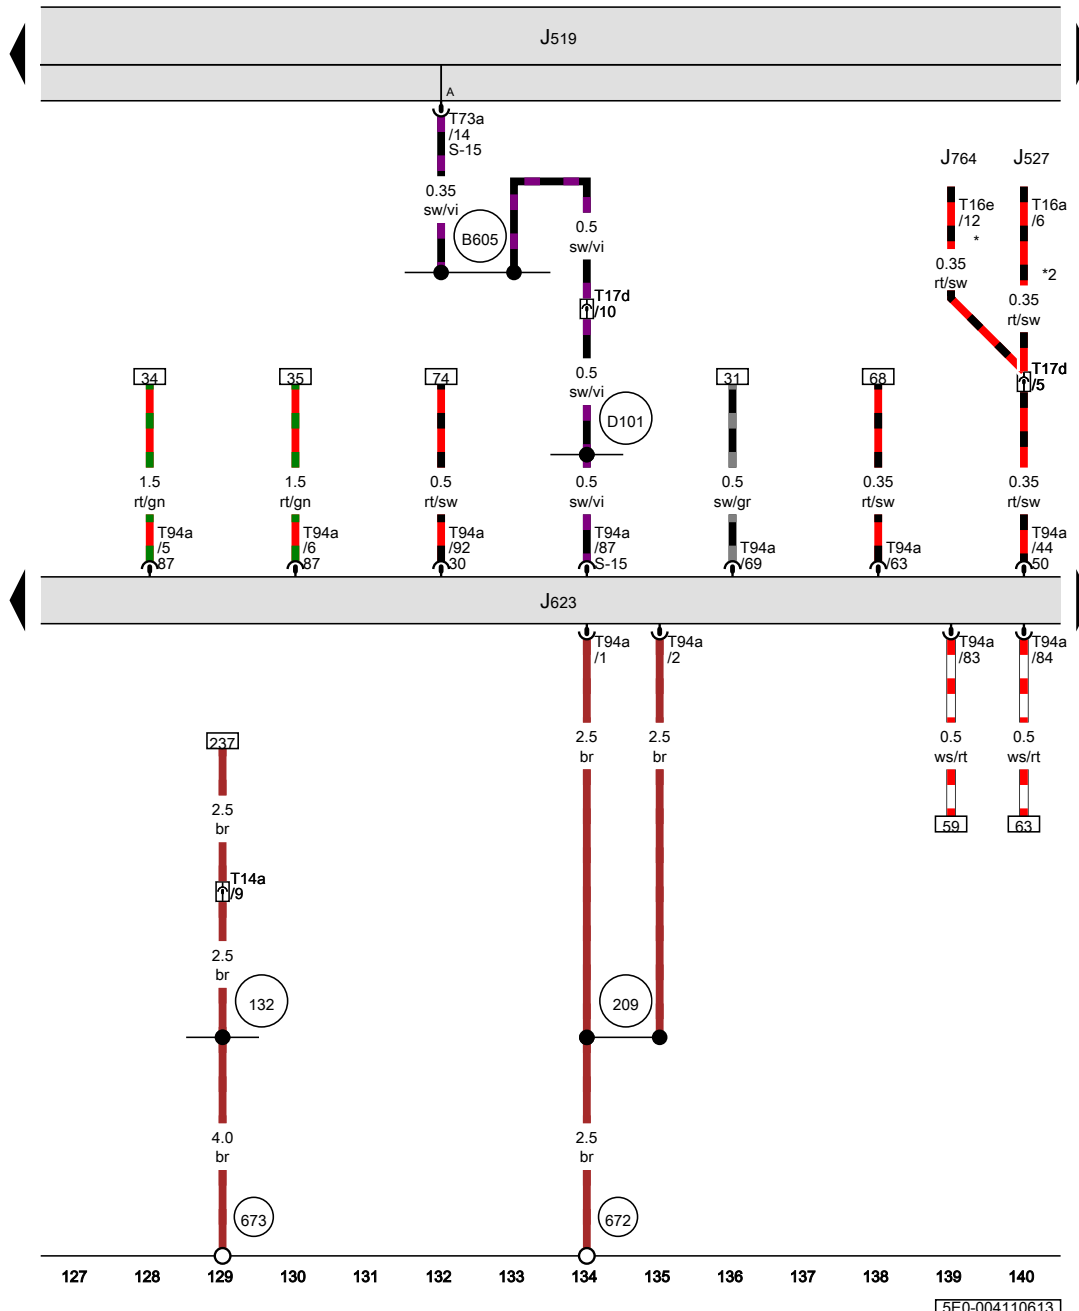 J519
A
T73a
/14
S-15
0.35
sw/vi
B605
0.5
sw/vi
T17d
/10
J764
J527
T16e
/12
*
T16a
/6
*2
0.35
rt/sw
0.35
rt/sw
T17d
/5
34
35
74
0.5
sw/vi
D101
31
68
1.5
rt/gn
1.5
rt/gn
0.5
rt/sw
0.5
sw/vi
0.5
sw/gr
0.35
rt/sw
0.35
rt/sw
T94a
/5
87
T94a
/6
87
T94a
/92
30
T94a
/87
S-15
T94a
/69
T94a
/63
T94a
/44
50
J623
T94a
/1
T94a
/2
T94a
/83
T94a
/84
237
2.5
br
2.5
br
0.5
ws/rt
0.5
ws/rt
59
63
2.5
br
T14a
/9
2.5
br
132
209
4.0
br
2.5
br
673
672
127 128 129 130 131 132 133 134 135 136 137 138 139 140
5E0-004110613